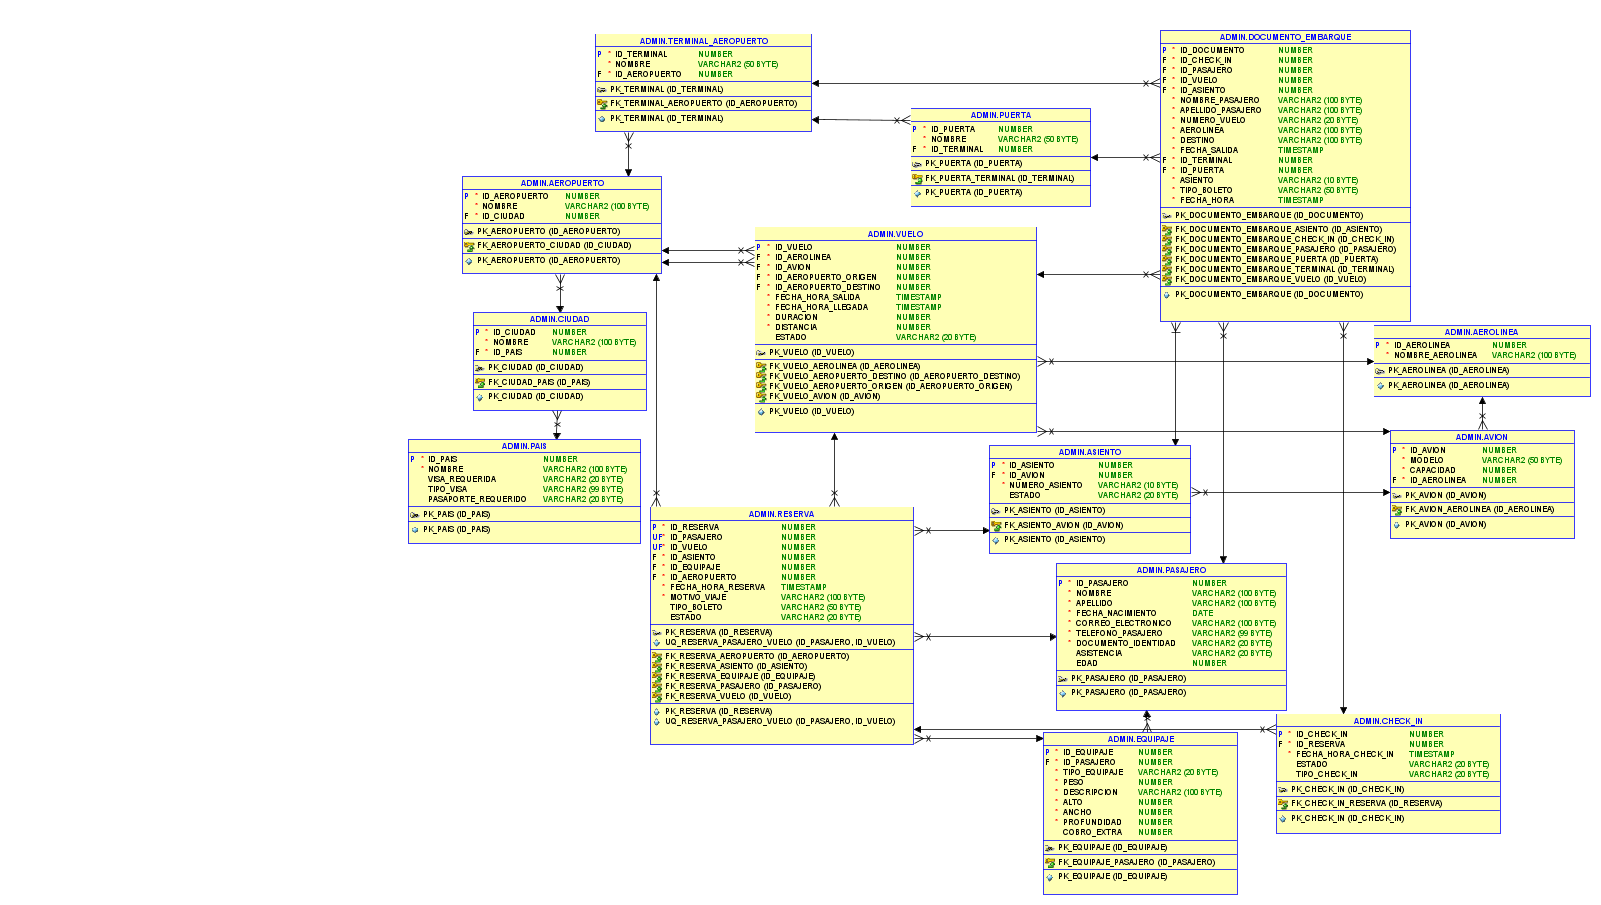 ADMIN.TERMINAL_AEROPUERTO
P * ID_TERMINAL NUMBER
* NOMBRE VARCHAR2 (50 BYTE)
F * ID_AEROPUERTO NUMBER
PK_TERMINAL (ID_TERMINAL)
FK_TERMINAL_AEROPUERTO (ID_AEROPUERTO)
PK_TERMINAL (ID_TERMINAL)
ADMIN.DOCUMENTO_EMBARQUE
P * ID_DOCUMENTO NUMBER
F * ID_CHECK_IN NUMBER
F * ID_PASAJERO NUMBER
F * ID_VUELO NUMBER
F * ID_ASIENTO NUMBER
* NOMBRE_PASAJERO VARCHAR2 (100 BYTE)
* APELLIDO_PASAJERO VARCHAR2 (100 BYTE)
* NUMERO_VUELO VARCHAR2 (20 BYTE)
* AEROLINEA VARCHAR2 (100 BYTE)
* DESTINO VARCHAR2 (100 BYTE)
* FECHA_SALIDA TIMESTAMP
F * ID_TERMINAL NUMBER
F * ID_PUERTA NUMBER
* ASIENTO VARCHAR2 (10 BYTE)
* TIPO_BOLETO VARCHAR2 (50 BYTE)
* FECHA_HORA TIMESTAMP
PK_DOCUMENTO_EMBARQUE (ID_DOCUMENTO)
FK_DOCUMENTO_EMBARQUE_ASIENTO (ID_ASIENTO)
FK_DOCUMENTO_EMBARQUE_CHECK_IN (ID_CHECK_IN)
FK_DOCUMENTO_EMBARQUE_PASAJERO (ID_PASAJERO)
FK_DOCUMENTO_EMBARQUE_PUERTA (ID_PUERTA)
FK_DOCUMENTO_EMBARQUE_TERMINAL (ID_TERMINAL)
FK_DOCUMENTO_EMBARQUE_VUELO (ID_VUELO)
PK_DOCUMENTO_EMBARQUE (ID_DOCUMENTO)
ADMIN.PUERTA
P * ID_PUERTA NUMBER
* NOMBRE VARCHAR2 (50 BYTE)
F * ID_TERMINAL NUMBER
PK_PUERTA (ID_PUERTA)
FK_PUERTA_TERMINAL (ID_TERMINAL)
PK_PUERTA (ID_PUERTA)
ADMIN.AEROPUERTO
P * ID_AEROPUERTO NUMBER
* NOMBRE VARCHAR2 (100 BYTE)
F * ID_CIUDAD NUMBER
PK_AEROPUERTO (ID_AEROPUERTO)
FK_AEROPUERTO_CIUDAD (ID_CIUDAD)
PK_AEROPUERTO (ID_AEROPUERTO)
ADMIN.VUELO
P * ID_VUELO NUMBER
F * ID_AEROLINEA NUMBER
F * ID_AVION NUMBER
F * ID_AEROPUERTO_ORIGEN NUMBER
F * ID_AEROPUERTO_DESTINO NUMBER
* FECHA_HORA_SALIDA TIMESTAMP
* FECHA_HORA_LLEGADA TIMESTAMP
* DURACION NUMBER
* DISTANCIA NUMBER
ESTADO VARCHAR2 (20 BYTE)
PK_VUELO (ID_VUELO)
FK_VUELO_AEROLINEA (ID_AEROLINEA)
FK_VUELO_AEROPUERTO_DESTINO (ID_AEROPUERTO_DESTINO)
FK_VUELO_AEROPUERTO_ORIGEN (ID_AEROPUERTO_ORIGEN)
FK_VUELO_AVION (ID_AVION)
PK_VUELO (ID_VUELO)
ADMIN.CIUDAD
P * ID_CIUDAD NUMBER
* NOMBRE VARCHAR2 (100 BYTE)
F * ID_PAIS NUMBER
PK_CIUDAD (ID_CIUDAD)
FK_CIUDAD_PAIS (ID_PAIS)
PK_CIUDAD (ID_CIUDAD)
ADMIN.AEROLINEA
P * ID_AEROLINEA NUMBER
* NOMBRE_AEROLINEA VARCHAR2 (100 BYTE)
PK_AEROLINEA (ID_AEROLINEA)
PK_AEROLINEA (ID_AEROLINEA)
ADMIN.PAIS
P * ID_PAIS NUMBER
* NOMBRE VARCHAR2 (100 BYTE)
VISA_REQUERIDA VARCHAR2 (20 BYTE)
TIPO_VISA VARCHAR2 (99 BYTE)
PASAPORTE_REQUERIDO VARCHAR2 (20 BYTE)
PK_PAIS (ID_PAIS)
PK_PAIS (ID_PAIS)
ADMIN.ASIENTO
P * ID_ASIENTO NUMBER
F * ID_AVION NUMBER
* NUMERO_ASIENTO VARCHAR2 (10 BYTE)
ESTADO VARCHAR2 (20 BYTE)
PK_ASIENTO (ID_ASIENTO)
FK_ASIENTO_AVION (ID_AVION)
PK_ASIENTO (ID_ASIENTO)
ADMIN.AVION
P * ID_AVION NUMBER
* MODELO VARCHAR2 (50 BYTE)
* CAPACIDAD NUMBER
F * ID_AEROLINEA NUMBER
PK_AVION (ID_AVION)
FK_AVION_AEROLINEA (ID_AEROLINEA)
PK_AVION (ID_AVION)
ADMIN.RESERVA
P * ID_RESERVA NUMBER
UF* ID_PASAJERO NUMBER
UF* ID_VUELO NUMBER
F * ID_ASIENTO NUMBER
F * ID_EQUIPAJE NUMBER
F * ID_AEROPUERTO NUMBER
* FECHA_HORA_RESERVA TIMESTAMP
* MOTIVO_VIAJE VARCHAR2 (100 BYTE)
TIPO_BOLETO VARCHAR2 (50 BYTE)
ESTADO VARCHAR2 (20 BYTE)
PK_RESERVA (ID_RESERVA)
UQ_RESERVA_PASAJERO_VUELO (ID_PASAJERO, ID_VUELO)
FK_RESERVA_AEROPUERTO (ID_AEROPUERTO)
FK_RESERVA_ASIENTO (ID_ASIENTO)
FK_RESERVA_EQUIPAJE (ID_EQUIPAJE)
FK_RESERVA_PASAJERO (ID_PASAJERO)
FK_RESERVA_VUELO (ID_VUELO)
PK_RESERVA (ID_RESERVA)
UQ_RESERVA_PASAJERO_VUELO (ID_PASAJERO, ID_VUELO)
ADMIN.PASAJERO
P * ID_PASAJERO NUMBER
* NOMBRE VARCHAR2 (100 BYTE)
* APELLIDO VARCHAR2 (100 BYTE)
* FECHA_NACIMIENTO DATE
* CORREO_ELECTRONICO VARCHAR2 (100 BYTE)
* TELEFONO_PASAJERO VARCHAR2 (99 BYTE)
* DOCUMENTO_IDENTIDAD VARCHAR2 (20 BYTE)
ASISTENCIA VARCHAR2 (20 BYTE)
EDAD NUMBER
PK_PASAJERO (ID_PASAJERO)
PK_PASAJERO (ID_PASAJERO)
ADMIN.CHECK_IN
P * ID_CHECK_IN NUMBER
F * ID_RESERVA NUMBER
* FECHA_HORA_CHECK_IN TIMESTAMP
ESTADO VARCHAR2 (20 BYTE)
TIPO_CHECK_IN VARCHAR2 (20 BYTE)
PK_CHECK_IN (ID_CHECK_IN)
FK_CHECK_IN_RESERVA (ID_RESERVA)
PK_CHECK_IN (ID_CHECK_IN)
ADMIN.EQUIPAJE
P * ID_EQUIPAJE NUMBER
F * ID_PASAJERO NUMBER
* TIPO_EQUIPAJE VARCHAR2 (20 BYTE)
* PESO NUMBER
* DESCRIPCION VARCHAR2 (100 BYTE)
* ALTO NUMBER
* ANCHO NUMBER
* PROFUNDIDAD NUMBER
COBRO_EXTRA NUMBER
PK_EQUIPAJE (ID_EQUIPAJE)
FK_EQUIPAJE_PASAJERO (ID_PASAJERO)
PK_EQUIPAJE (ID_EQUIPAJE)